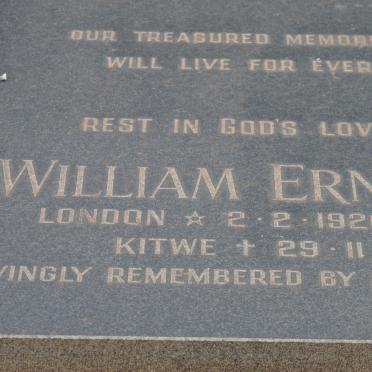 OUR TREASURED MEMOR
WILL LIVE FOR EVER
REST IN GOD'S LOV
WILLIAM ERN
LONDON ☆ 2·2·192
KITWE † 29·11
VINGLY REMEMBERED BY